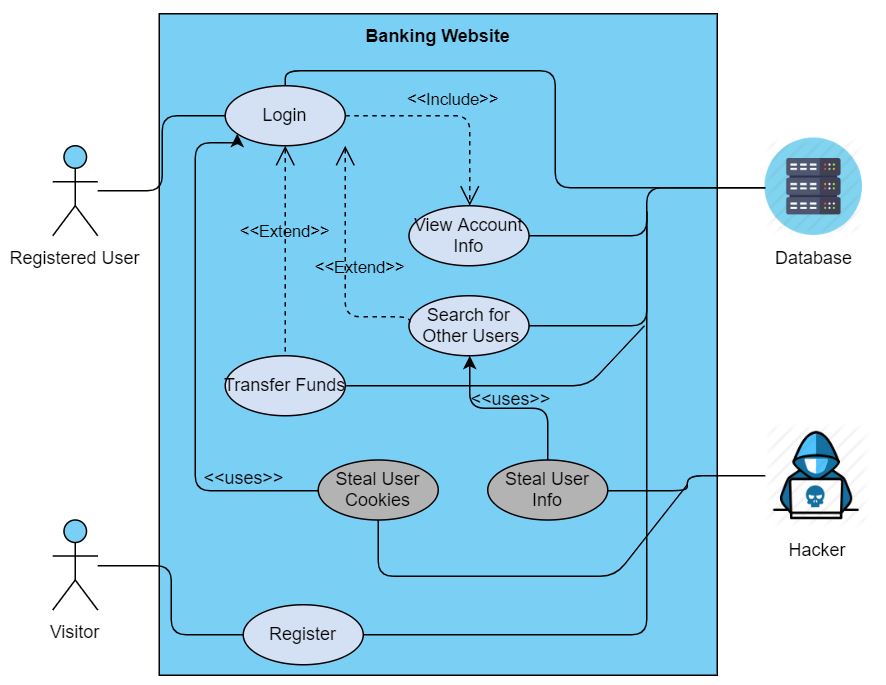 Banking Website
Login
<<Include>>
Registered User
<<Extend>>
View Account
Info
Database
<<Extend>>
Search for
Other Users
Transfer Funds
<<uses>>
<<uses>>
Steal User
Cookies
Steal User
Info
Hacker
Visitor
Register